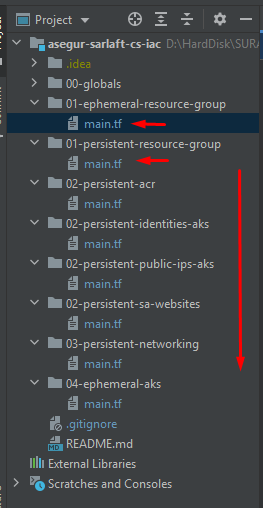 Project
Project
asegur-sarlaft-cs-iac D:\HardDisk\SURA
.idea
00-globals
01-ephemeral-resource-group
main.tf
01-persistent-resource-group
main.tf
02-persistent-acr
main.tf
02-persistent-identities-aks
main.tf
02-persistent-public-ips-aks
main.tf
02-persistent-sa-websites
main.tf
03-persistent-networking
main.tf
04-ephemeral-aks
main.tf
.gitignore
MD README.md
External Libraries
Scratches and Consoles